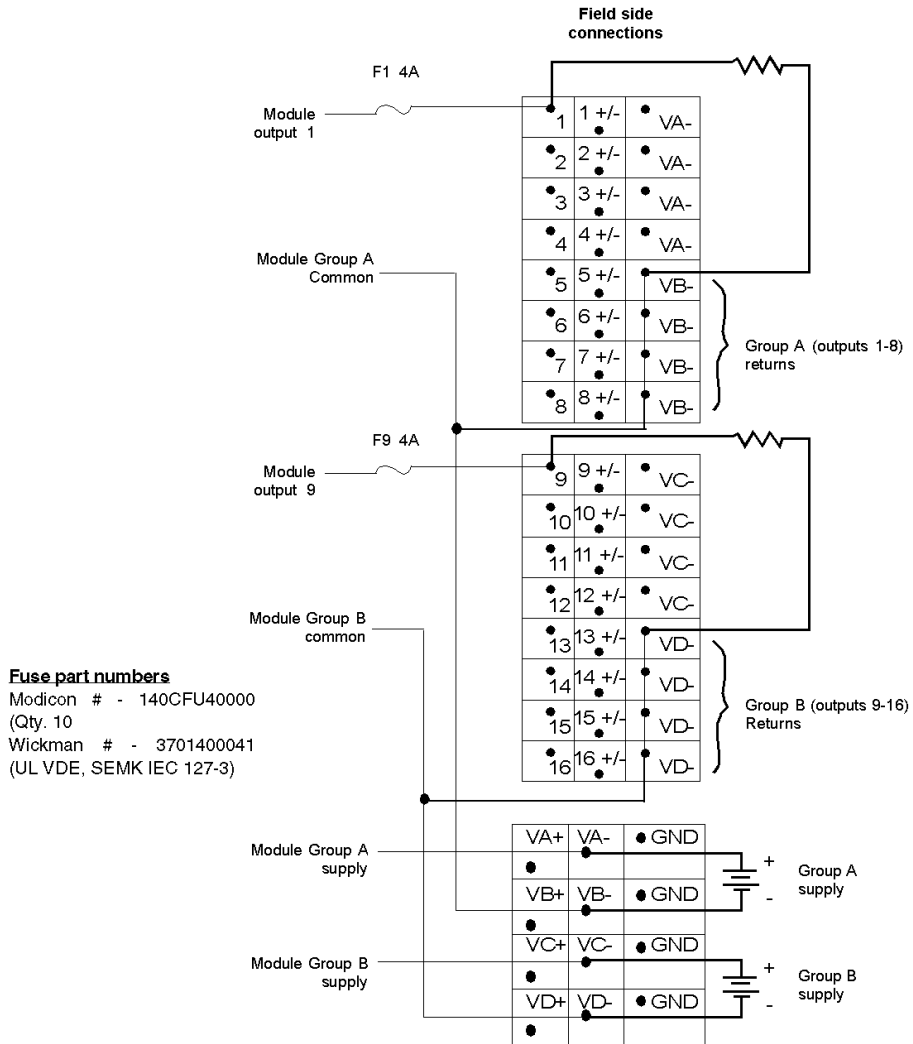 Field side
connections
F1 4A
Module
output 1
1 1 +/- VA-
2 2 +/- VA-
3 3 +/- VA-
4 4 +/- VA-
Module Group A
Common
5 5 +/- VB-
6 6 +/- VB-
7 7 +/- VB-
8 8 +/- VB-
Group A (outputs 1-8)
returns
F9 4A
Module
output 9
9 9 +/- VC-
10 10 +/- VC-
11 11 +/- VC-
12 12 +/- VC-
Module Group B
common
13 13 +/- VD-
14 14 +/- VD-
15 15 +/- VD-
16 16 +/- VD-
Group B (outputs 9-16)
Returns
Fuse part numbers
Modicon # - 140CFU40000
(Qty. 10
Wickman # - 3701400041
(UL VDE, SEMK IEC 127-3)
Module Group A
supply
VA+ VA- GND
VB+ VB- GND
+
-
Group A
supply
Module Group B
supply
VC+ VC- GND
VD+ VD- GND
+
-
Group B
supply